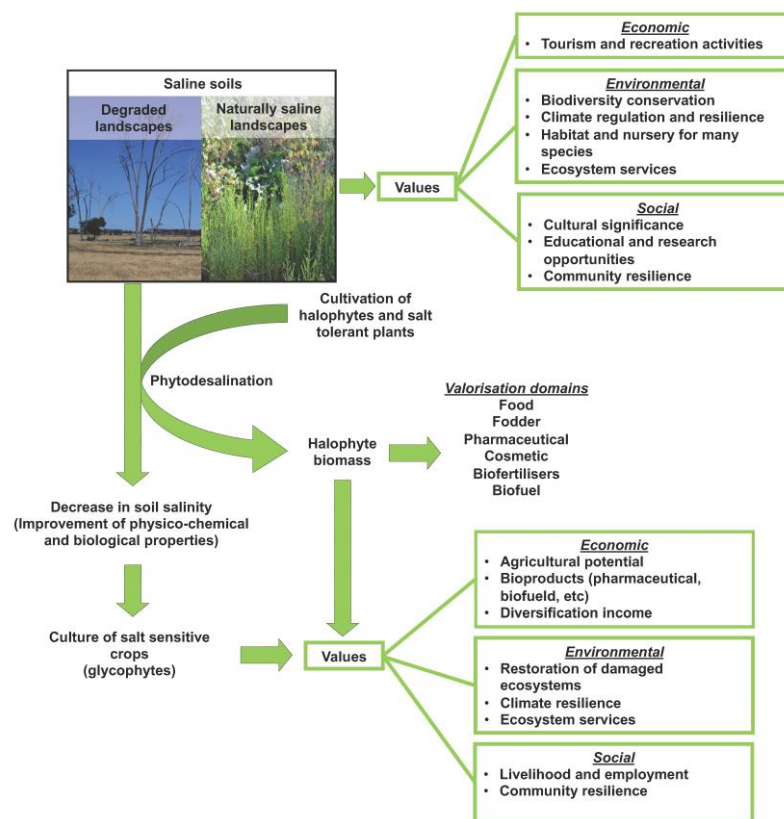 Saline soils
Degraded
landscapes
Naturally saline
landscapes
Values
Economic
• Tourism and recreation activities
Environmental
• Biodiversity conservation
• Climate regulation and resilience
• Habitat and nursery for many
species
• Ecosystem services
Social
• Cultural significance
• Educational and research
opportunities
• Community resilience
Cultivation of
halophytes and salt
tolerant plants
Phytodesalination
Halophyte
biomass
Valorisation domains
Food
Fodder
Pharmaceutical
Cosmetic
Biofertilisers
Biofuel
Decrease in soil salinity
(Improvement of physico-chemical
and biological properties)
Culture of salt sensitive
crops
(glycophytes)
Values
Economic
• Agricultural potential
• Bioproducts (pharmaceutical,
biofueld, etc)
• Diversification income
Environmental
• Restoration of damaged
ecosystems
• Climate resilience
• Ecosystem services
Social
• Livelihood and employment
• Community resilience